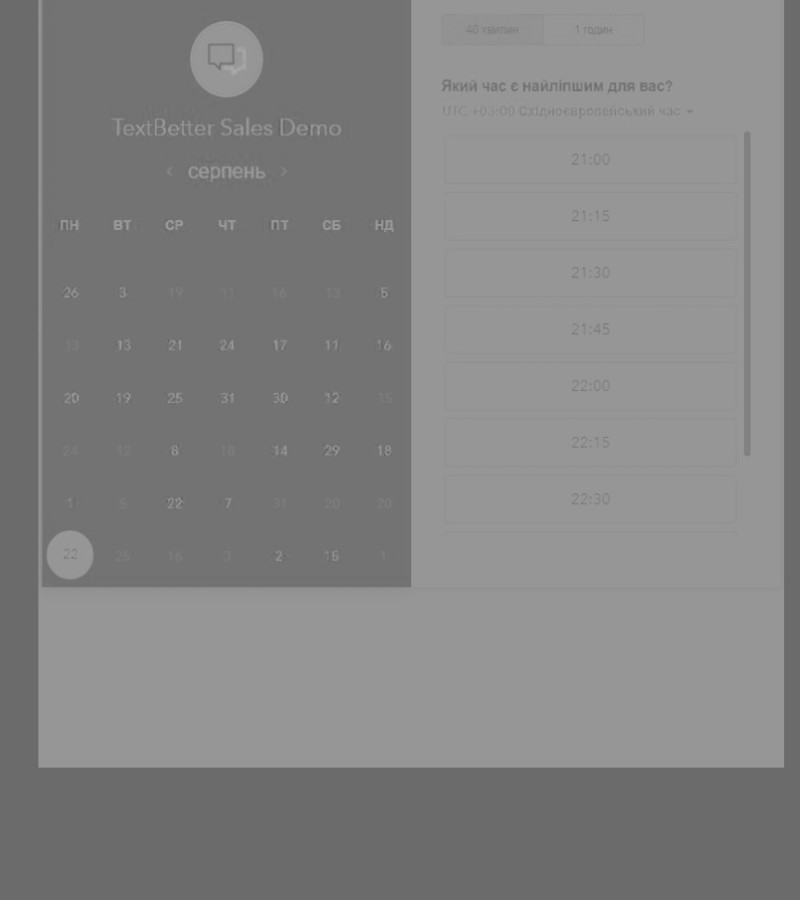 TextBetter Sales Demo
серпень
ПН ВТ СР ЧТ ПТ СБ НД
26 3 19 11 16 13 5
13 13 21 24 17 11 16
20 19 25 31 30 12 15
24 12 8 18 14 29 18
1 5 22 7 31 20 20
22 25 16 3 2 15 1
40 хвилин 1 годин
Який час є найліпшим для вас?
UTC +03:00 Східноєвропейський час
21:00
21:15
21:30
21:45
22:00
22:15
22:30